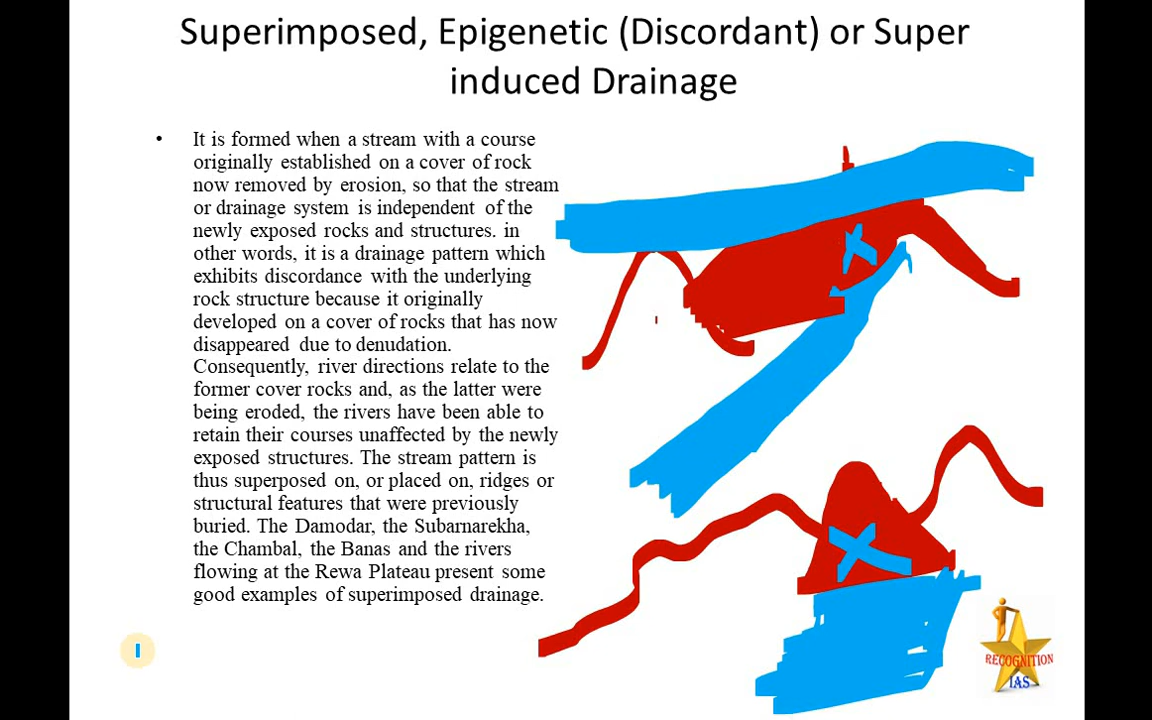 Superimposed, Epigenetic (Discordant) or Super
induced Drainage
• It is formed when a stream with a course
originally established on a cover of rock
now removed by erosion, so that the stream
or drainage system is independent of the
newly exposed rocks and structures. in
other words, it is a drainage pattern which
exhibits discordance with the underlying
rock structure because it originally
developed on a cover of rocks that has now
disappeared due to denudation.
Consequently, river directions relate to the
former cover rocks and, as the latter were
being eroded, the rivers have been able to
retain their courses unaffected by the newly
exposed structures. The stream pattern is
thus superposed on, or placed on, ridges or
structural features that were previously
buried. The Damodar, the Subarnarekha,
the Chambal, the Banas and the rivers
flowing at the Rewa Plateau present some
good examples of superimposed drainage.
RECOGNITION
IAS